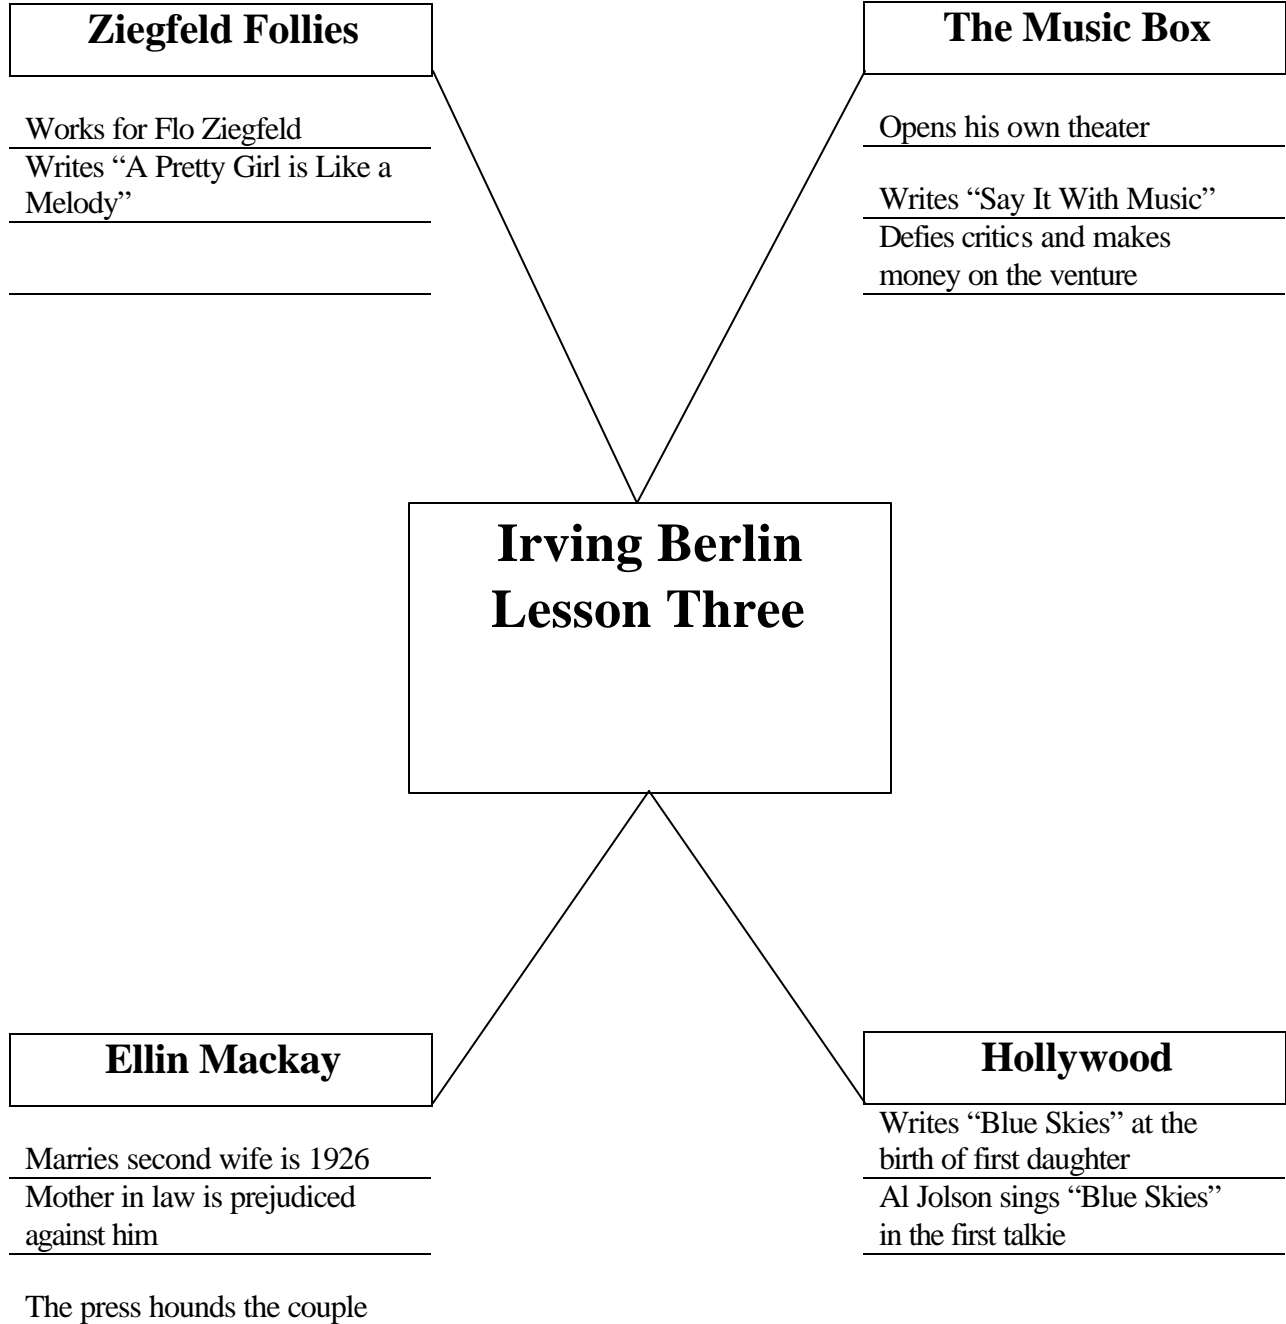 Ziegfeld Follies
Works for Flo Ziegfeld
Writes “A Pretty Girl is Like a
Melody”
The Music Box
Opens his own theater
Writes “Say It With Music”
Defies critics and makes
money on the venture
Irving Berlin
Lesson Three
Ellin Mackay
Marries second wife is 1926
Mother in law is prejudiced
against him
The press hounds the couple
Hollywood
Writes “Blue Skies” at the
birth of first daughter
Al Jolson sings “Blue Skies”
in the first talkie